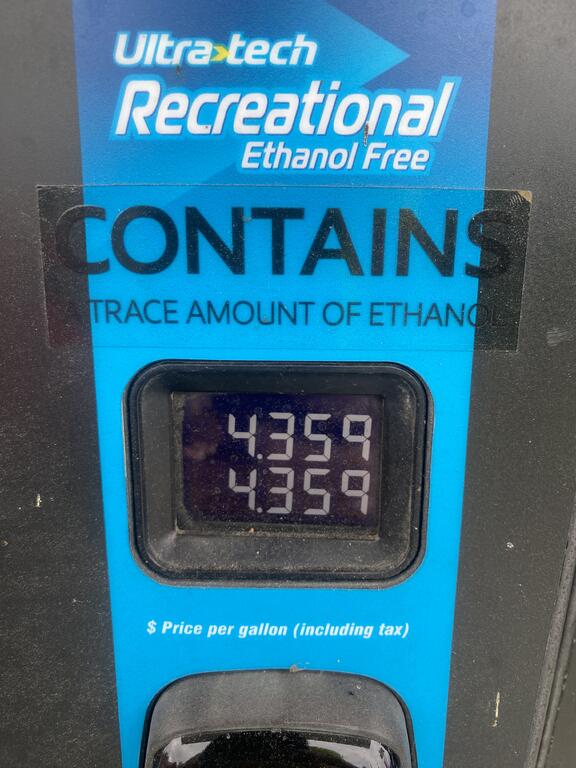 Ultra tech
Recreational
Ethanol Free
CONTAINS
A TRACE AMOUNT OF ETHANOL
4.359
4.359
$ Price per gallon (including tax)